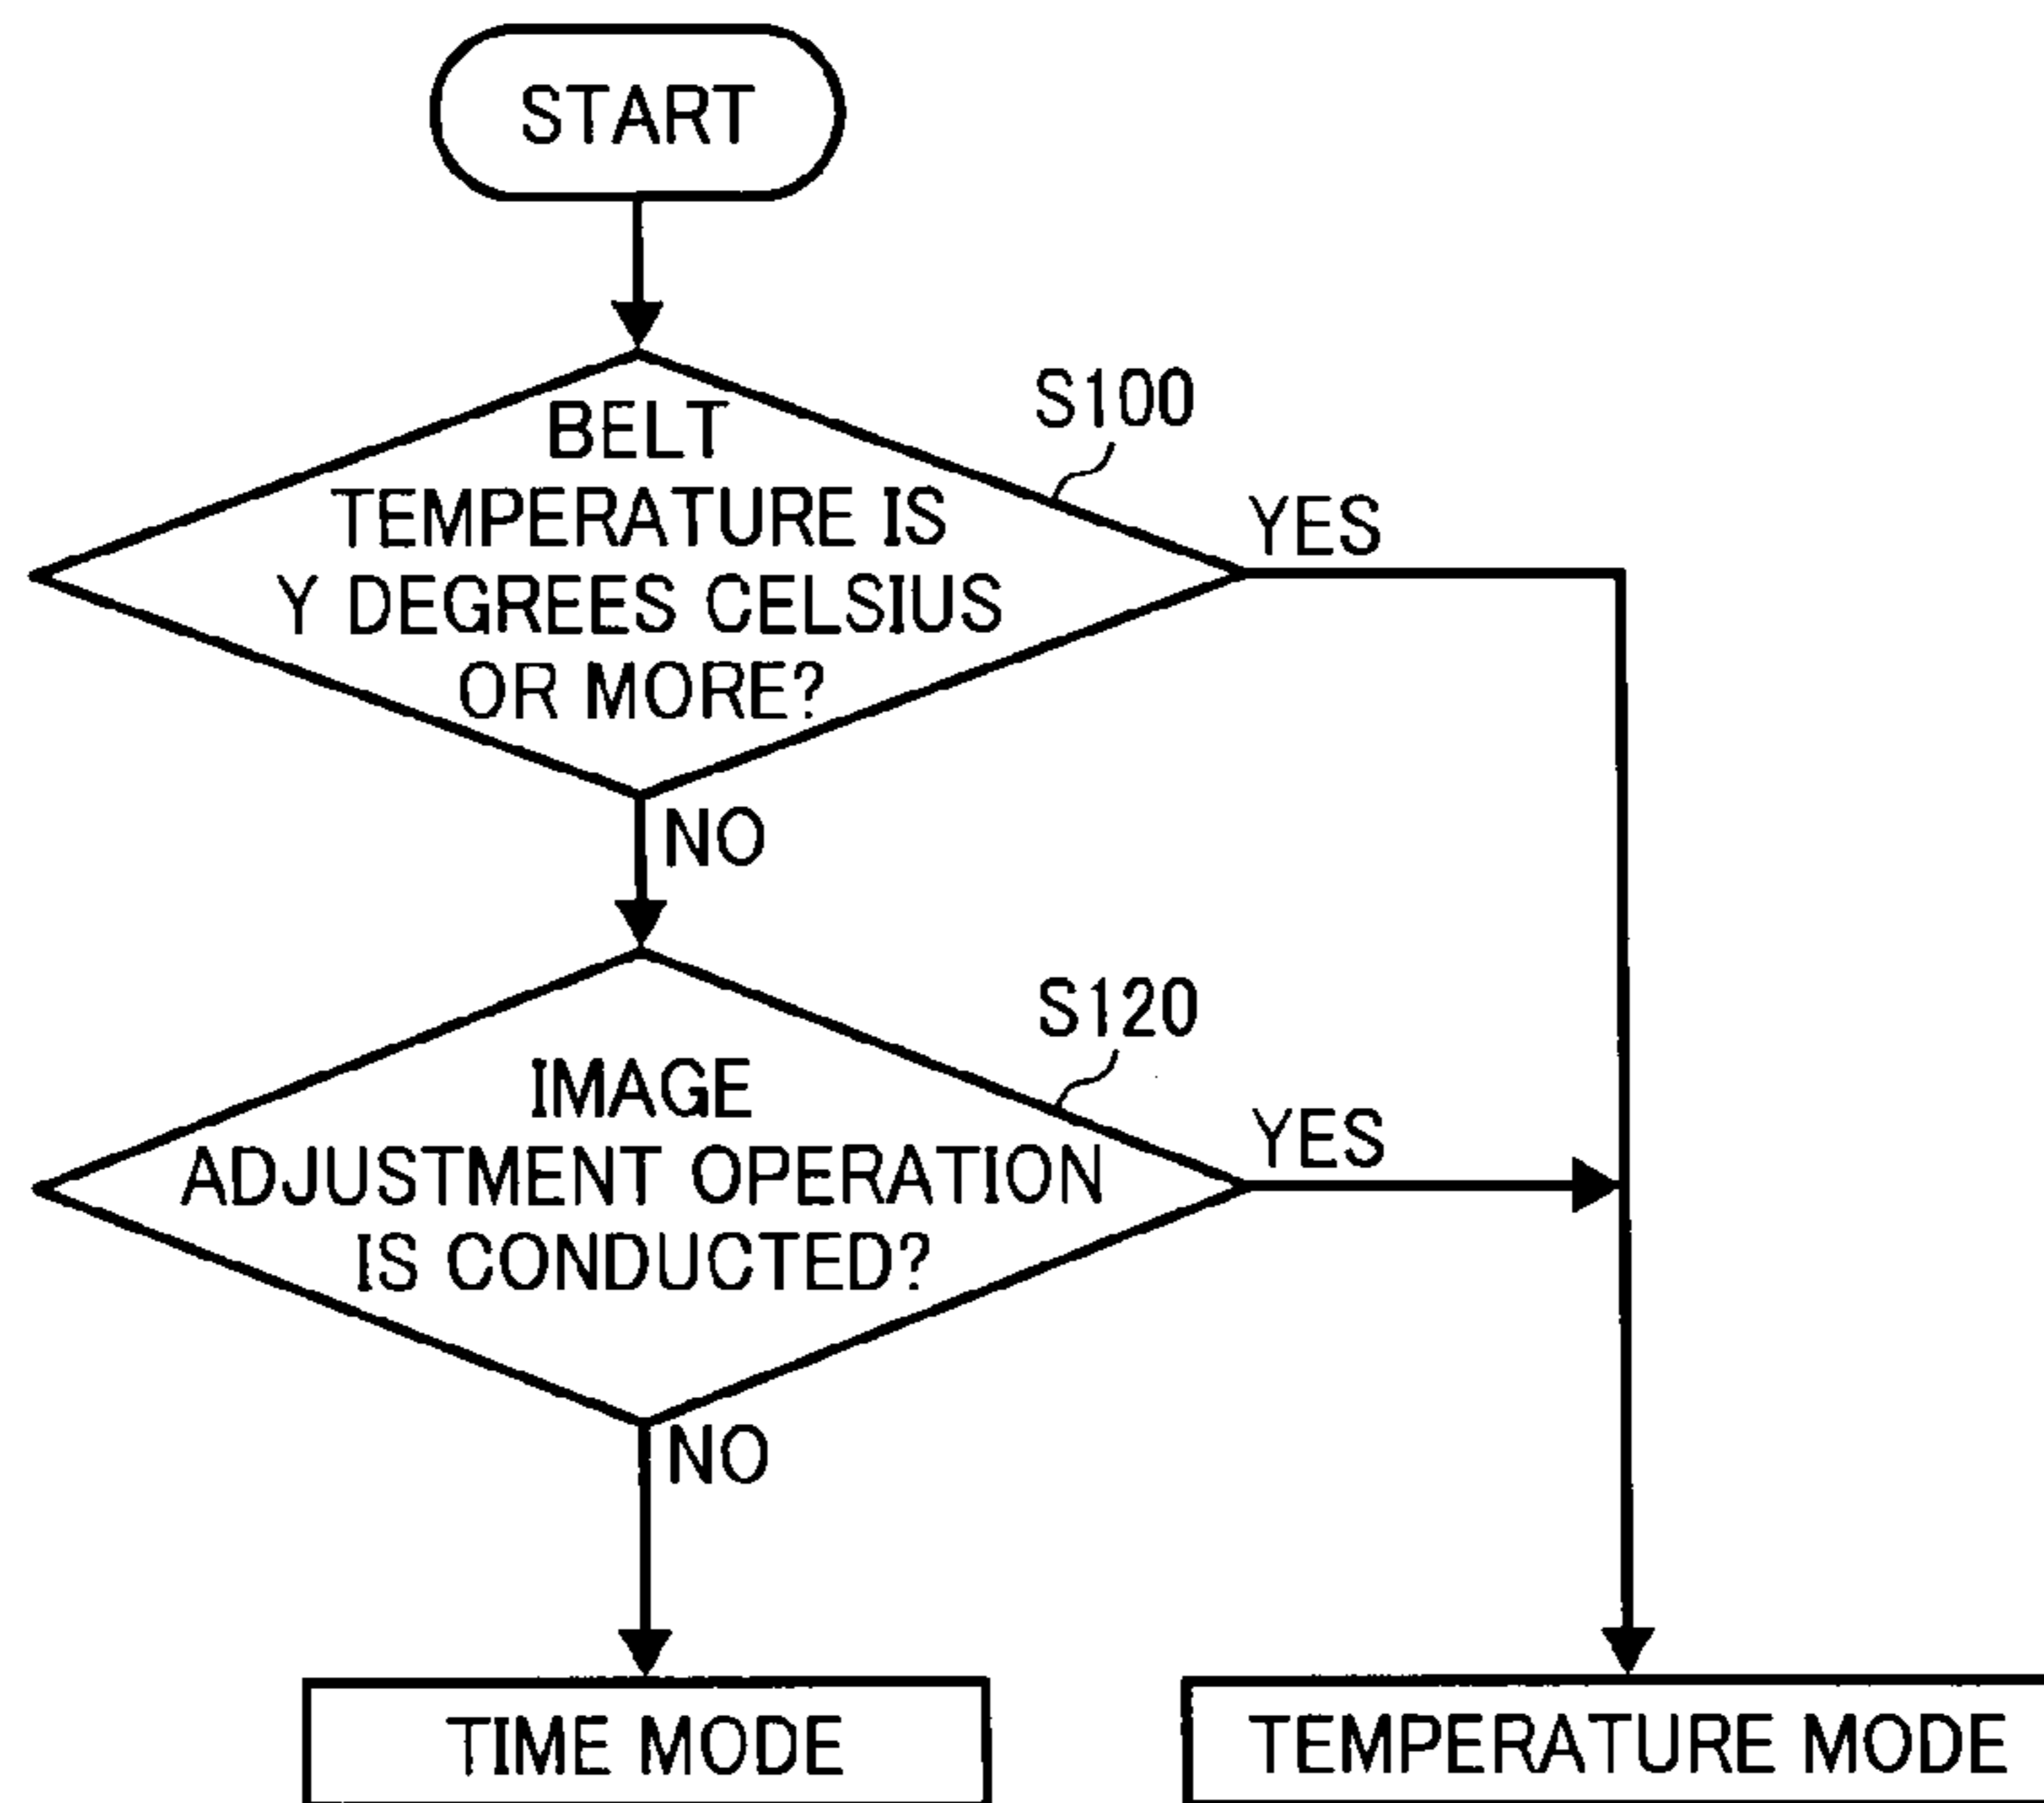 START
S100
BELT
TEMPERATURE IS
Y DEGREES CELSIUS
OR MORE?
YES
NO
S120
IMAGE
ADJUSTMENT OPERATION
IS CONDUCTED?
YES
NO
TIME MODE
TEMPERATURE MODE